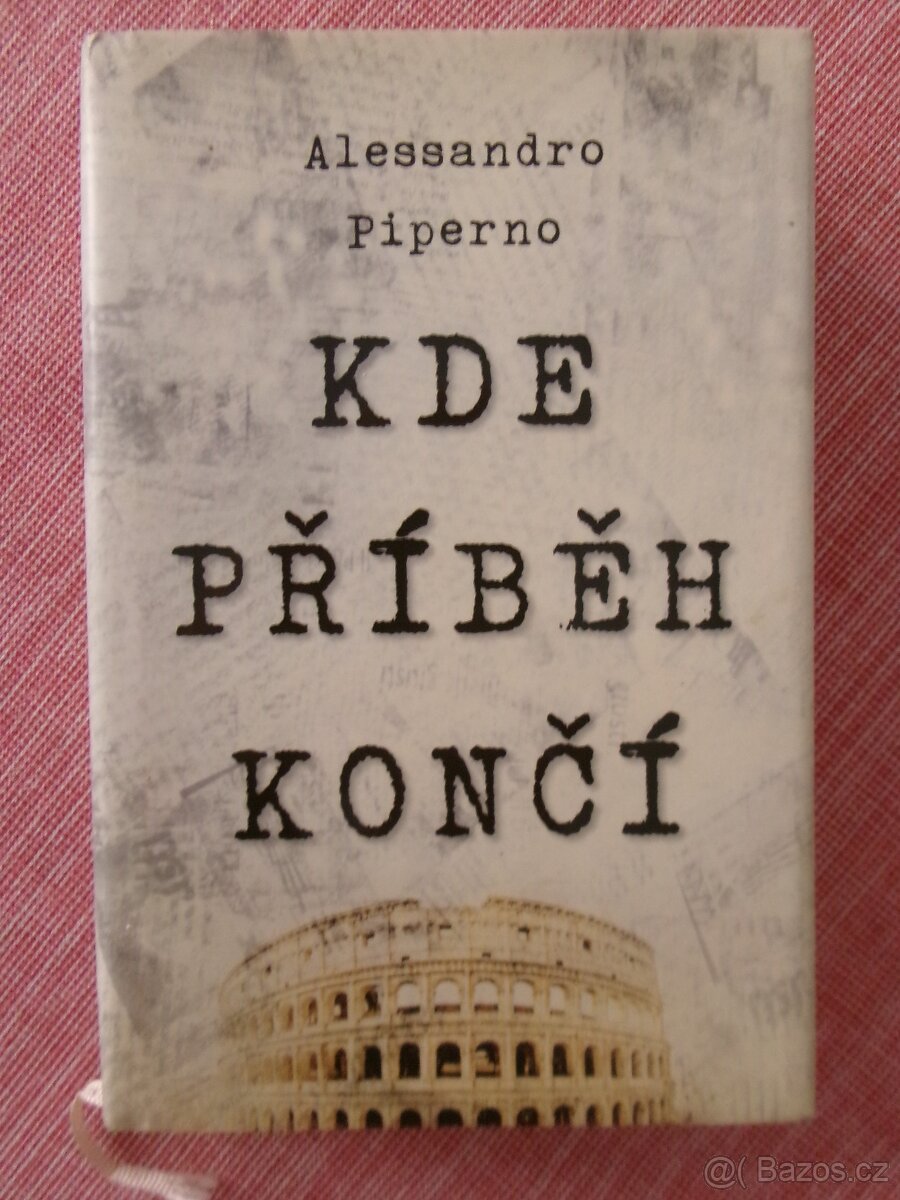 Alessandro
Piperno
KDE
PŘÍBĚH
KONČÍ
@( Bazos.cz